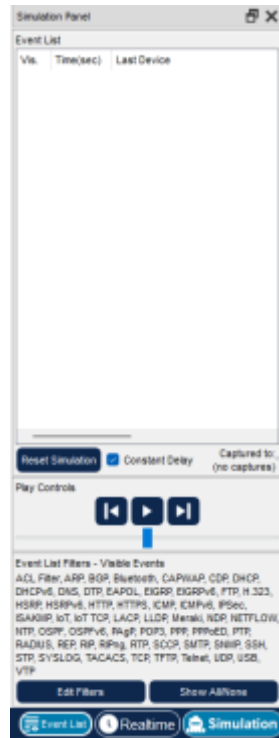 Simulation Panel
Event List
Vis. Time(sec) Last Device
Reset Simulation Constant Delay Captured to:
(no captures)
Play Controls
Event List Filters - Visible Events
ACL Filter, ARP, BGP, Bluetooth, CAPWAP, CDP, DHCP,
DHCPv6, DNS, DTP, EAPOL, EIGRP, EIGRPv6, FTP, H.323,
HSRP, HSRPv6, HTTP, HTTPS, ICMP, ICMPv6, IPSec,
ISAKMP, IoT, IoT TCP, LACP, LLDP, Meraki, NDP, NETFLOW,
NTP, OSPF, OSPFv6, PAgP, POP3, PPP, PPPoED, PTP,
RADIUS, REP, RIP, RIPng, RTP, SCCP, SMTP, SNMP, SSH,
STP, SYSLOG, TACACS, TCP, TFTP, Telnet, UDP, USB,
VTP
Edit Filters Show All/None
Event List Realtime Simulation